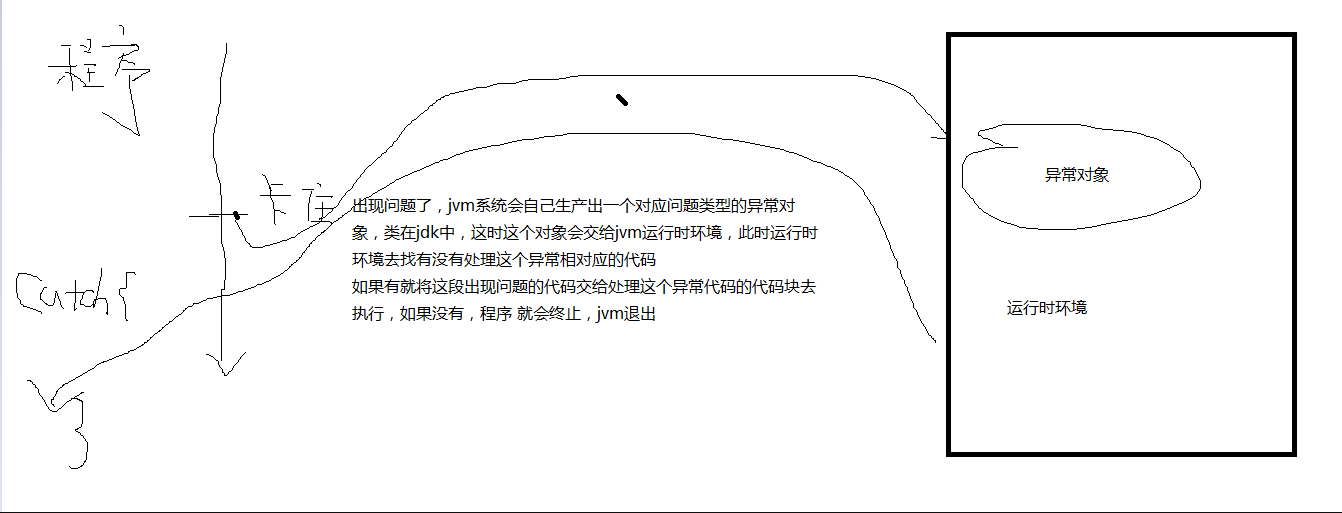 程序
卡住
出现问题了，jvm系统会自己生产出一个对应问题类型的异常对
象，类在jdk中，这时这个对象会交给jvm运行时环境，此时运行时
环境去找有没有处理这个异常相对应的代码
如果有就将这段出现问题的代码交给处理这个异常代码的代码块去
执行，如果没有，程序 就会终止，jvm退出
异常对象
运行时环境
Catch{
}